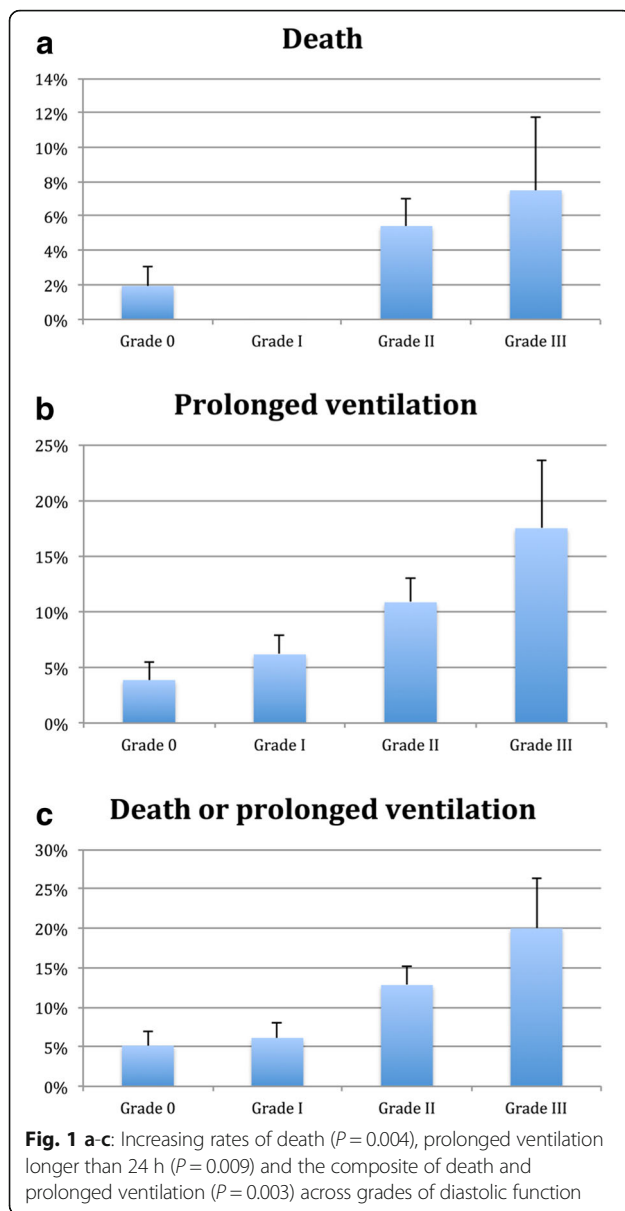 a
Death
14%
12%
10%
8%
6%
4%
2%
0%
Grade 0 Grade I Grade II Grade III
b
Prolonged ventilation
25%
20%
15%
10%
5%
0%
Grade 0 Grade I Grade II Grade III
c
Death or prolonged ventilation
30%
25%
20%
15%
10%
5%
0%
Grade 0 Grade I Grade II Grade III
Fig. 1 a-c: Increasing rates of death (P = 0.004), prolonged ventilation
longer than 24 h (P = 0.009) and the composite of death and
prolonged ventilation (P = 0.003) across grades of diastolic function